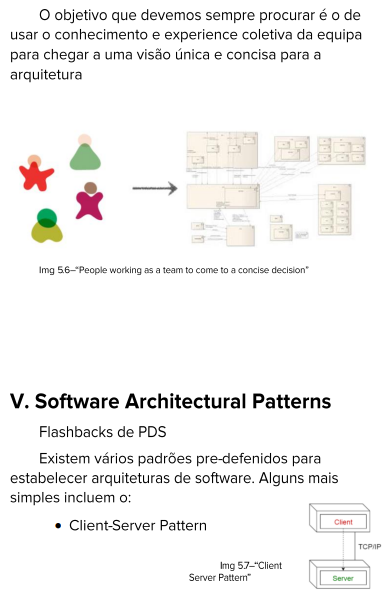 O objetivo que devemos sempre procurar é o de
usar o conhecimento e experience coletiva da equipa
para chegar a uma visão única e concisa para a
arquitetura
Img 5.6–“People working as a team to come to a concise decision”
V. Software Architectural Patterns
Flashbacks de PDS
Existem vários padrões pre-defenidos para
estabelecer arquiteturas de software. Alguns mais
simples incluem o:
• Client-Server Pattern
Client
TCP/IP
Img 5.7–“Client
Server Pattern”
Server